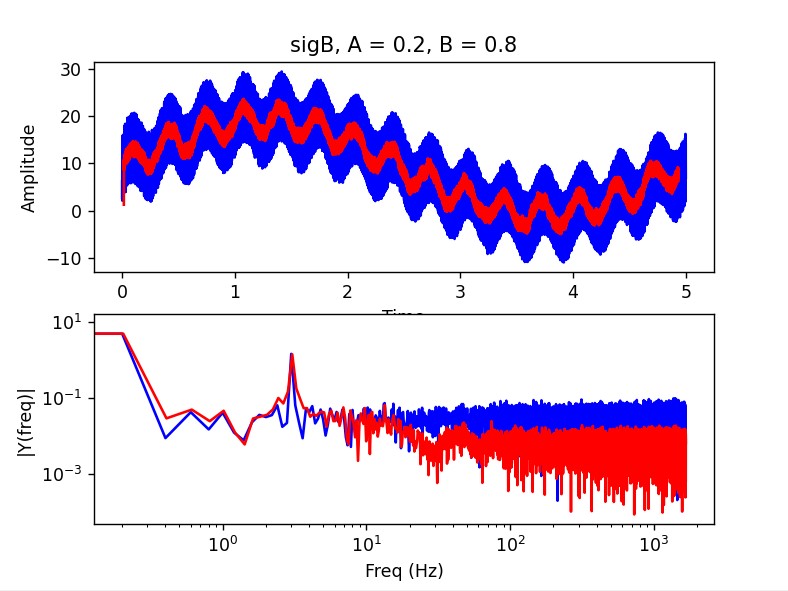 sigB, A = 0.2, B = 0.8
Amplitude
30
20
10
0
−10
0 1 2 3 4 5
Time
|Y(freq)|
10¹
10⁻¹
10⁻³
10⁰ 10¹ 10² 10³
Freq (Hz)